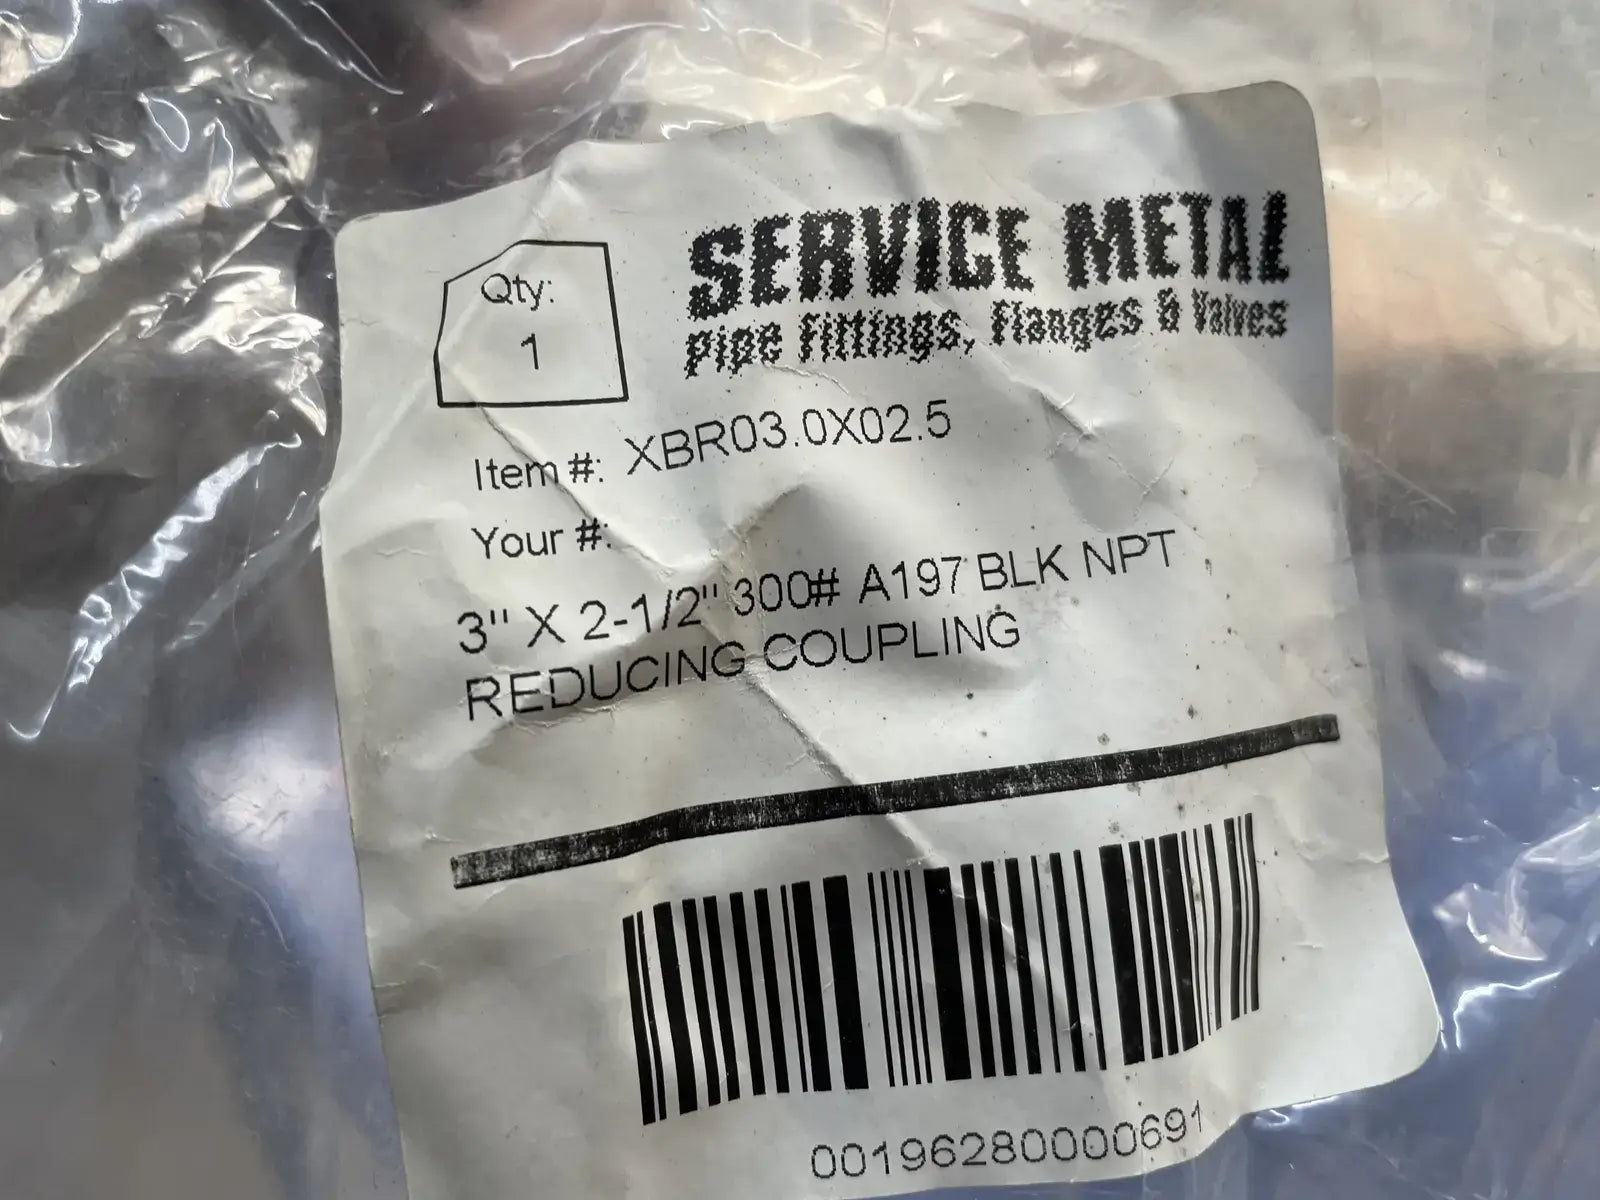 Qty:
1
SERVICE METAL
Pipe Fittings, Flanges & Valves
Item #: XBR03.0X02.5
Your #:
3" X 2-1/2" 300# A197 BLK NPT
REDUCING COUPLING
00196280000691